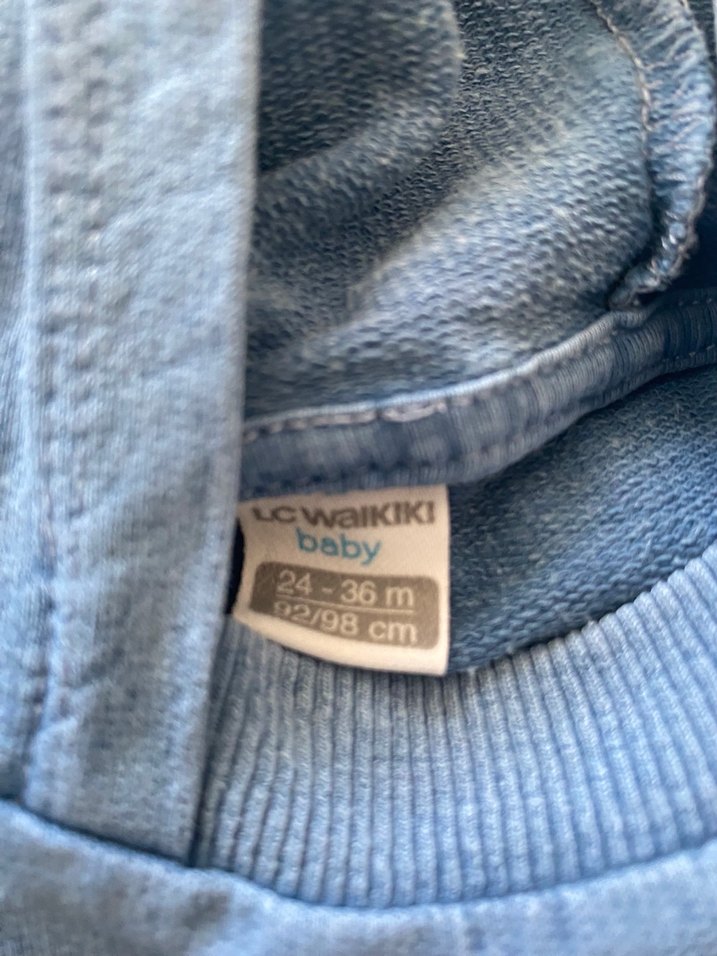 LC WaIKIKI
baby
24 - 36 m
92/98 cm